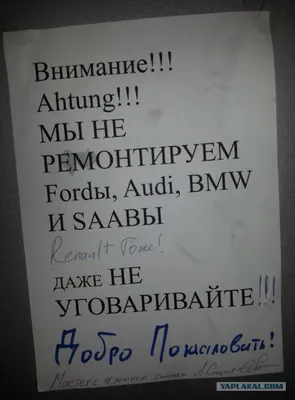 Внимание!!!
Ahtung!!!
МЫ НЕ
РЕМОНТИРУЕМ
Fordы, Audi, BMW
И SAABЫ
Renault Тоже!
ДАЖЕ НЕ
УГОВАРИВАЙТЕ!!!
Добро Пожаловать!
YAPLAKAL.COM